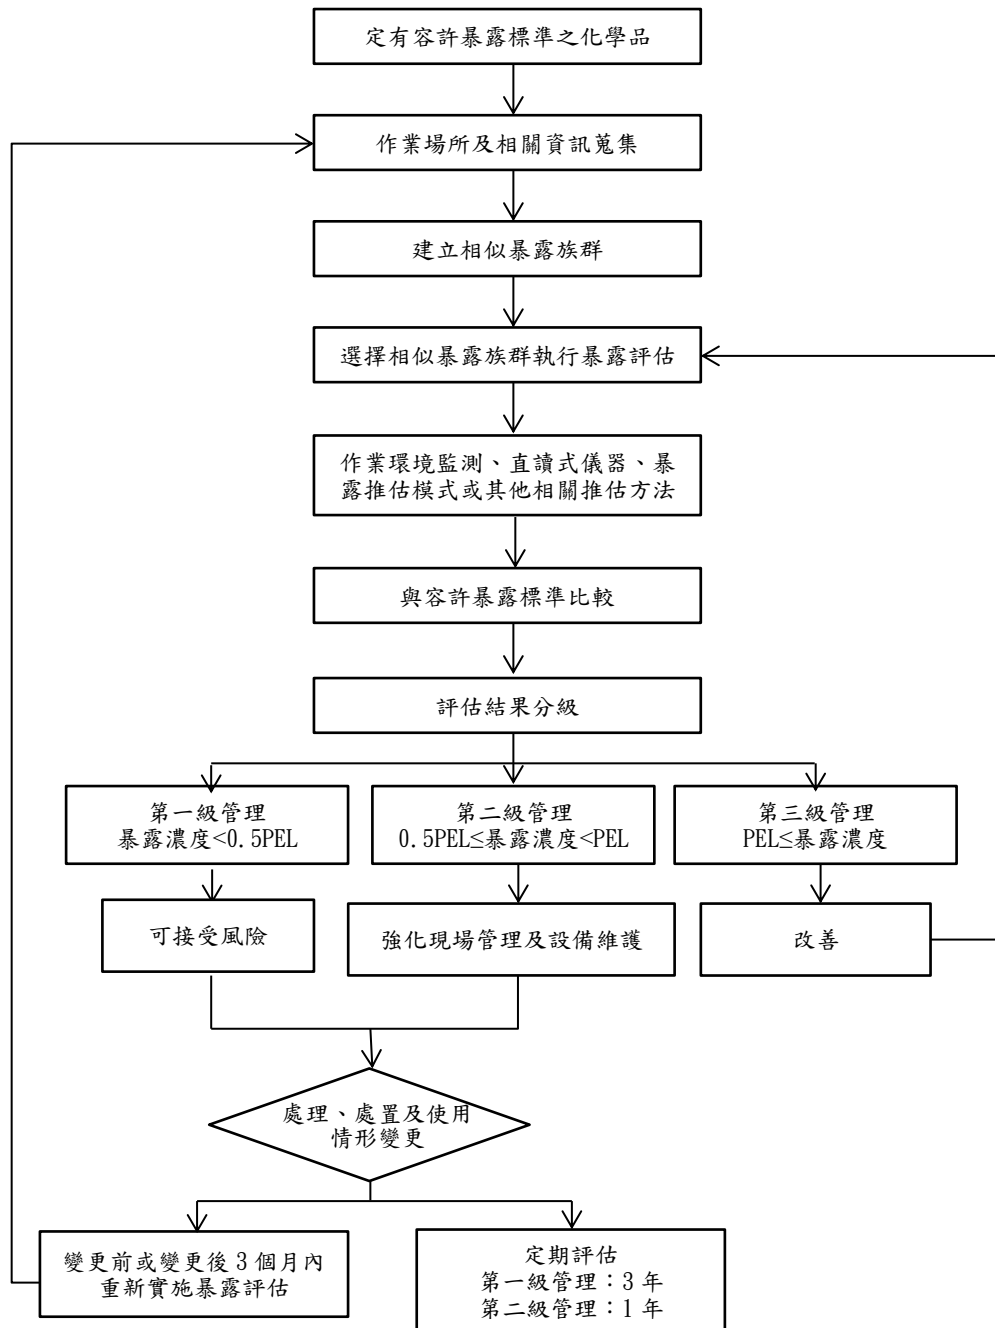 定有容許暴露標準之化學品
作業場所及相關資訊蒐集
建立相似暴露族群
選擇相似暴露族群執行暴露評估
作業環境監測、直讀式儀器、暴
露推估模式或其他相關推估方法
與容許暴露標準比較
評估結果分級
第一級管理
暴露濃度<0.5PEL
第二級管理
0.5PEL≤暴露濃度<PEL
第三級管理
PEL≤暴露濃度
可接受風險
強化現場管理及設備維護
改善
處理、處置及使用
情形變更
變更前或變更後 3 個月內
重新實施暴露評估
定期評估
第一級管理：3 年
第二級管理：1 年